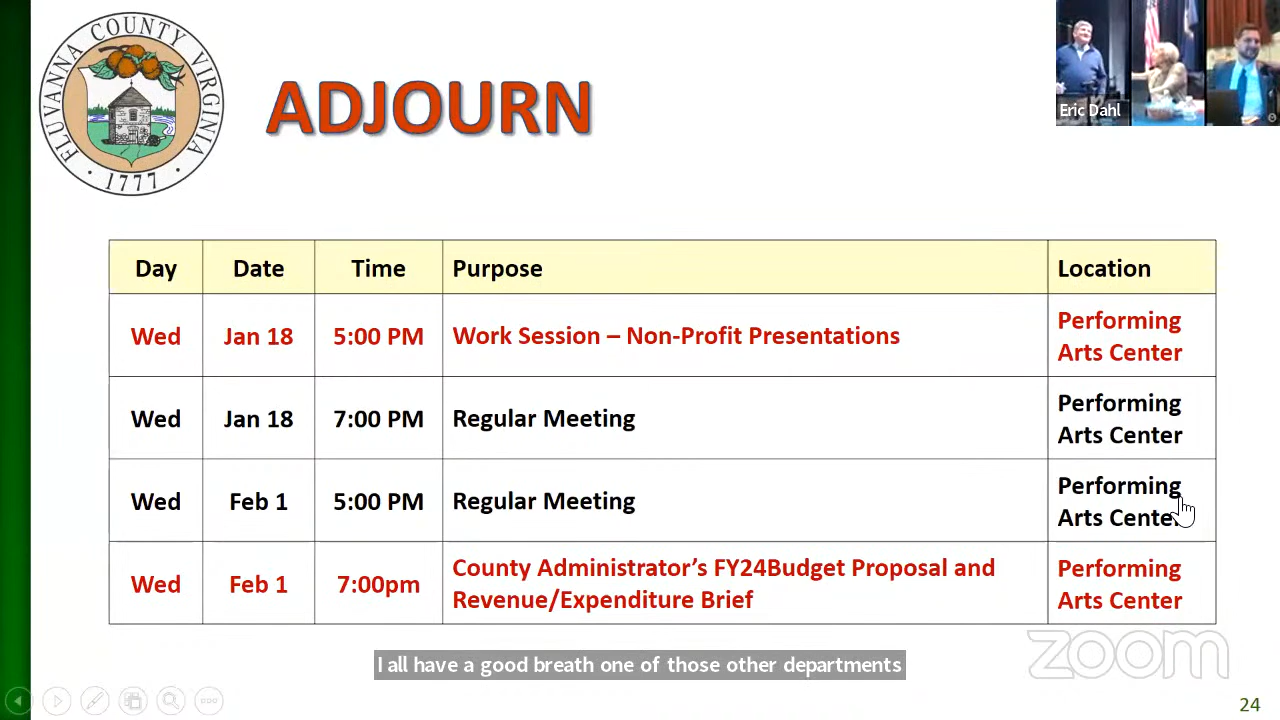 FLUVANNA COUNTY VIRGINIA
1777
ADJOURN
Eric Dahl
Day Date Time Purpose Location
Wed Jan 18 5:00 PM Work Session – Non-Profit Presentations Performing
Arts Center
Wed Jan 18 7:00 PM Regular Meeting Performing
Arts Center
Wed Feb 1 5:00 PM Regular Meeting Performing
Arts Center
Wed Feb 1 7:00pm County Administrator’s FY24Budget Proposal and
Revenue/Expenditure Brief
Performing
Arts Center
I all have a good breath one of those other departments
zoom
24